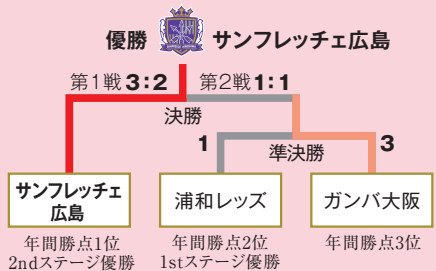 優勝 サンフレッチェ広島
第1戦 3:2 第2戦 1:1
決勝
1 準決勝 3
サンフレッチェ
広島
浦和レッズ
ガンバ大阪
年間勝点1位
2ndステージ優勝
年間勝点2位
1stステージ優勝
年間勝点3位